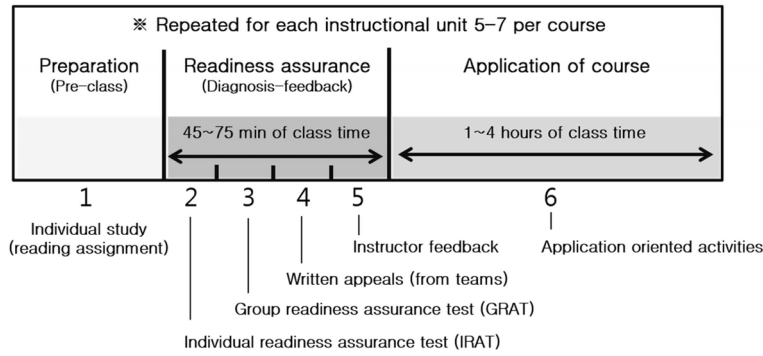 ※ Repeated for each instructional unit 5-7 per course
Preparation
(Pre-class)
Readiness assurance
(Diagnosis-feedback)
Application of course
45~75 min of class time
1~4 hours of class time
1
2
3
4
5
6
Individual study
(reading assignment)
Instructor feedback
Application oriented activities
Written appeals (from teams)
Group readiness assurance test (GRAT)
Individual readiness assurance test (IRAT)